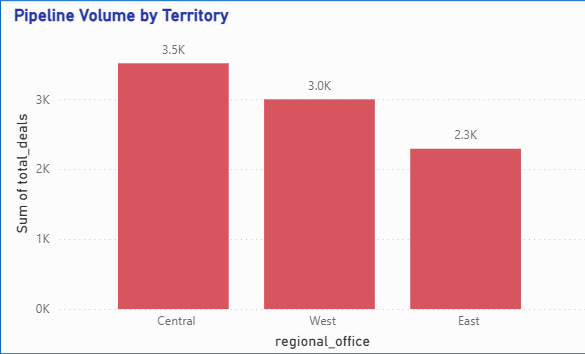 Pipeline Volume by Territory
3.5K
3.0K
2.3K
3K
2K
1K
0K
Sum of total_deals
Central West East
regional_office